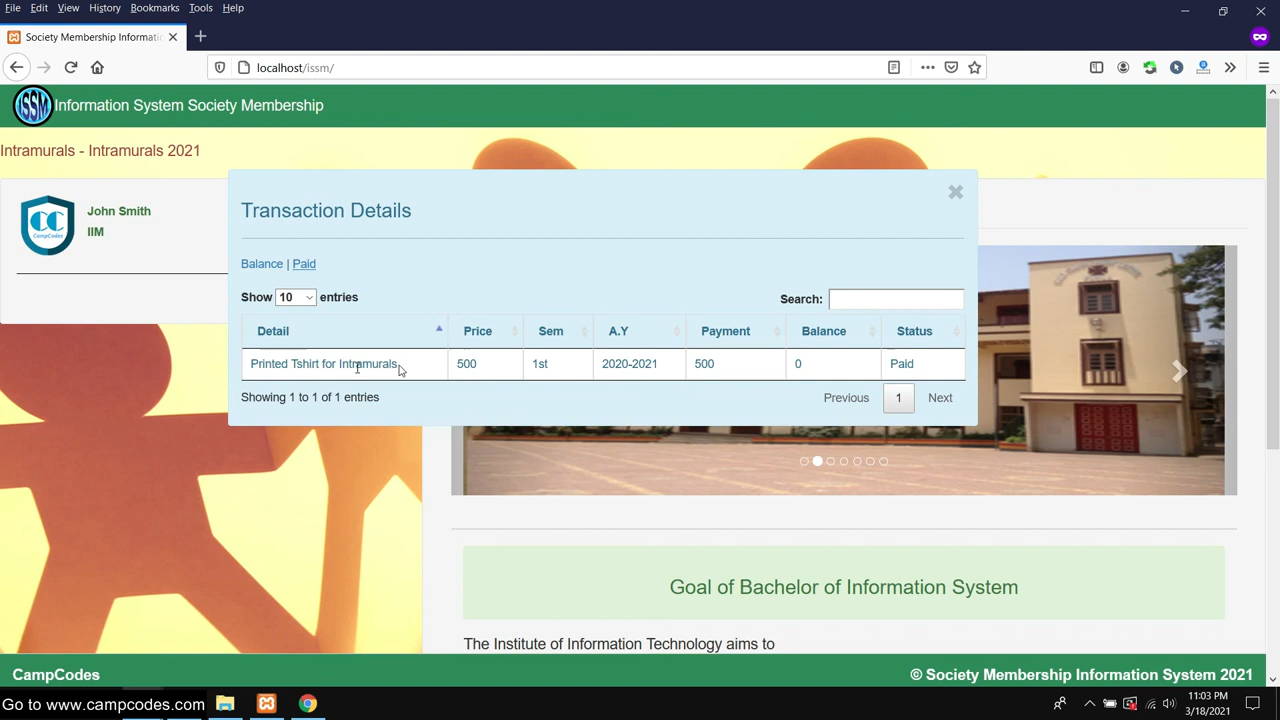 File Edit View History Bookmarks Tools Help
Society Membership Informatio
localhost/issm/
ISSM
Information System Society Membership
Intramurals - Intramurals 2021
CC
CampCodes
John Smith
IIM
Transaction Details
Balance | Paid
Show 10 entries
Search:
Detail Price Sem A.Y Payment Balance Status
Printed Tshirt for Intramurals 500 1st 2020-2021 500 0 Paid
Showing 1 to 1 of 1 entries
Previous 1 Next
Goal of Bachelor of Information System
The Institute of Information Technology aims to
CampCodes
© Society Membership Information System 2021
Go to www.campcodes.com
11:03 PM
3/18/2021